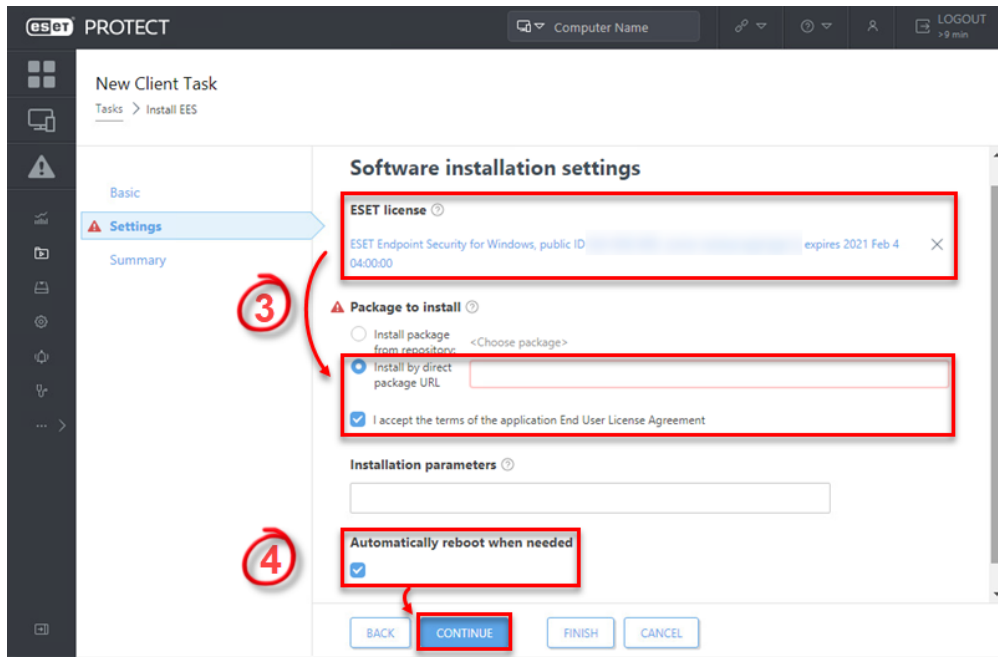 eset PROTECT
Computer Name
LOGOUT
>9 min
New Client Task
Tasks > Install EES
Basic
Settings
Summary
Software installation settings
ESET license
ESET Endpoint Security for Windows, public ID expires 2021 Feb 4
04:00:00
3
Package to install
Install package
from repository:
<Choose package>
Install by direct
package URL
I accept the terms of the application End User License Agreement
Installation parameters
4
Automatically reboot when needed
BACK CONTINUE FINISH CANCEL